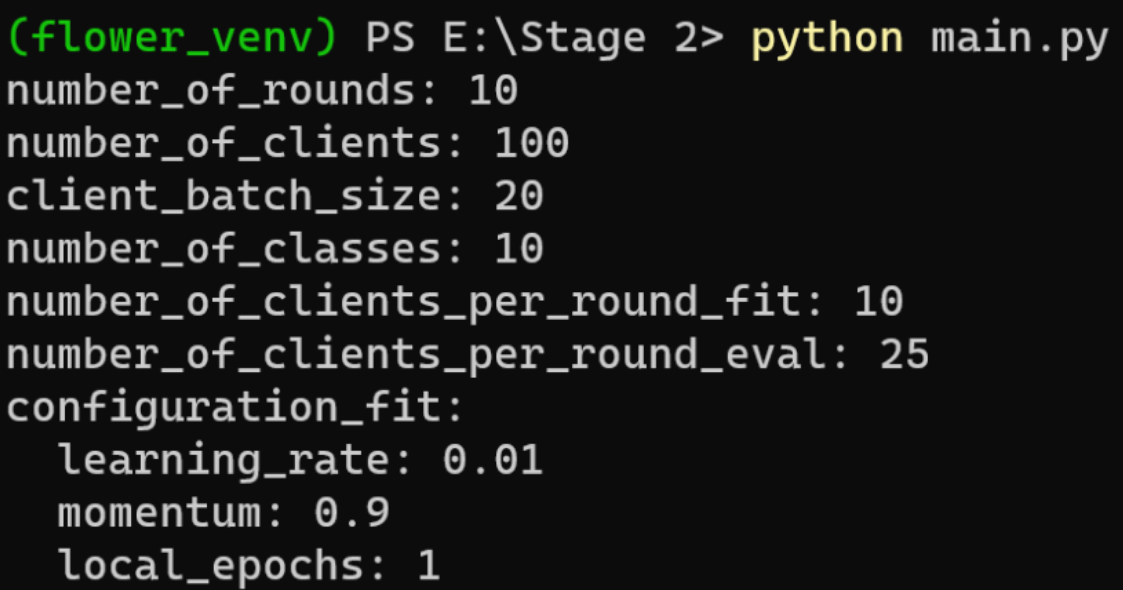 (flower_venv) PS E:\Stage 2> python main.py
number_of_rounds: 10
number_of_clients: 100
client_batch_size: 20
number_of_classes: 10
number_of_clients_per_round_fit: 10
number_of_clients_per_round_eval: 25
configuration_fit:
  learning_rate: 0.01
  momentum: 0.9
  local_epochs: 1